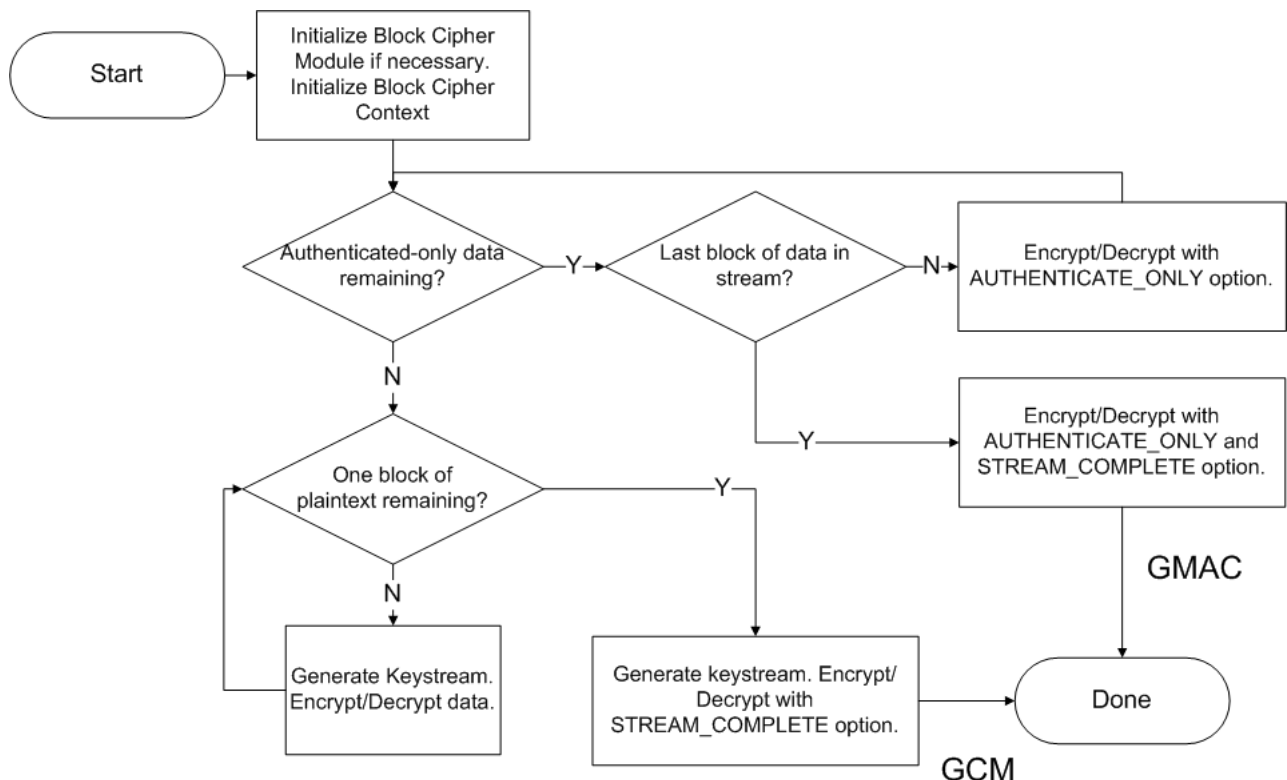 Start
Initialize Block Cipher
Module if necessary.
Initialize Block Cipher
Context
Authenticated-only data
remaining?
Y
Last block of data in
stream?
N
Encrypt/Decrypt with
AUTHENTICATE_ONLY option.
N
Y
Encrypt/Decrypt with
AUTHENTICATE_ONLY and
STREAM_COMPLETE option.
One block of
plaintext remaining?
Y
N
GMAC
Generate Keystream.
Encrypt/Decrypt data.
Generate keystream. Encrypt/
Decrypt with
STREAM_COMPLETE option.
Done
GCM